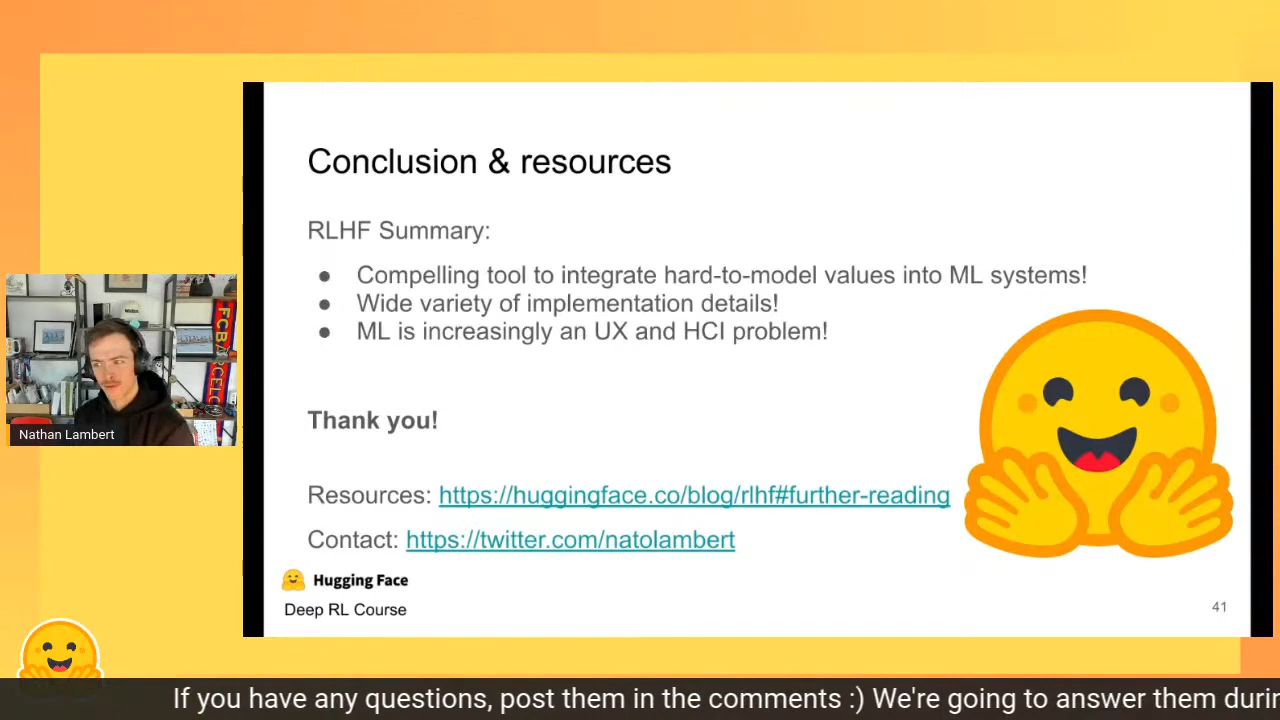 Conclusion & resources
RLHF Summary:
● Compelling tool to integrate hard-to-model values into ML systems!
● Wide variety of implementation details!
● ML is increasingly an UX and HCI problem!
Thank you!
Resources: https://huggingface.co/blog/rlhf#further-reading
Contact: https://twitter.com/natolambert
Hugging Face
Deep RL Course
41
FCB
Nathan Lambert
If you have any questions, post them in the comments :) We're going to answer them duri